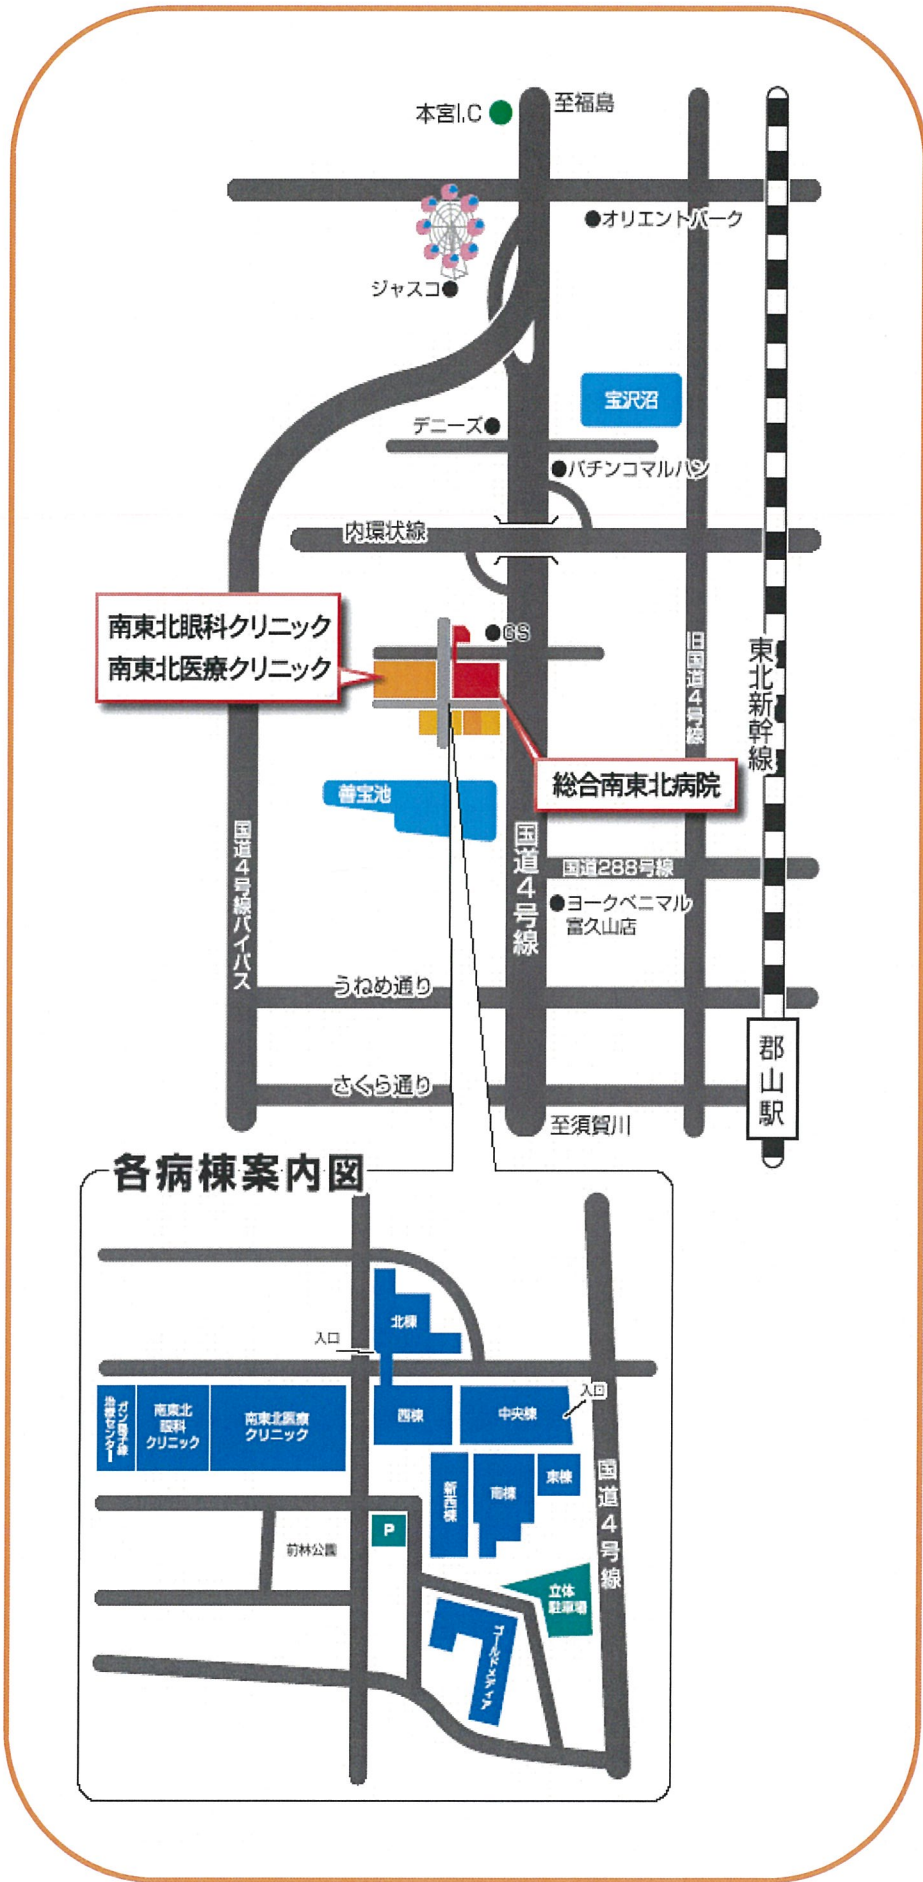 本宮I.C
至福島
オリエントパーク
ジャスコ
宝沢沼
デニーズ
パチンコマルハン
内環状線
南東北眼科クリニック
南東北医療クリニック
GS
旧国道4号線
東北新幹線
総合南東北病院
善宝池
国道4号線バイパス
国道4号線
国道288号線
ヨークベニマル
富久山店
うねめ通り
さくら通り
郡山駅
至須賀川
各病棟案内図
北棟
入口
ガン陽子線
治療センター
南東北
眼科
クリニック
南東北医療
クリニック
西棟
中央棟
入口
新西棟
南棟
東棟
国道4号線
P
前林公園
立体
駐車場
ゴールドメディア